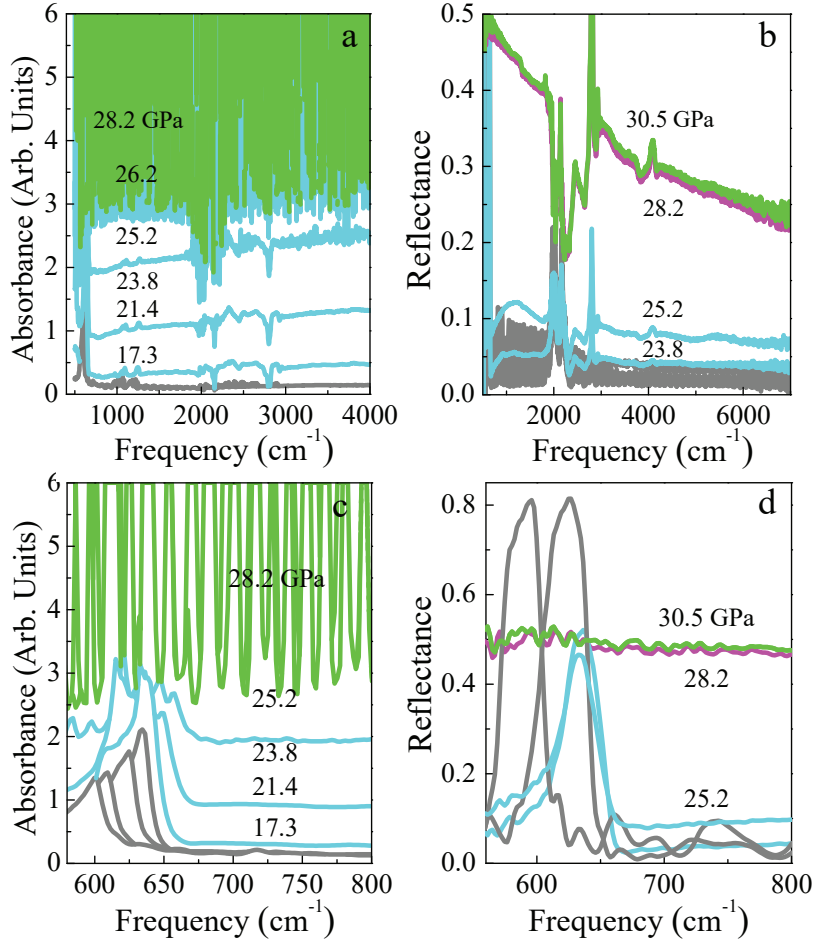 a
Absorbance (Arb. Units)
6
5
4
3
2
1
0
28.2 GPa
26.2
25.2
23.8
21.4
17.3
1000 2000 3000 4000
Frequency (cm⁻¹)
b
Reflectance
0.5
0.4
0.3
0.2
0.1
0.0
30.5 GPa
28.2
25.2
23.8
2000 4000 6000
Frequency (cm⁻¹)
c
Absorbance (Arb. Units)
6
5
4
3
2
1
0
28.2 GPa
25.2
23.8
21.4
17.3
600 650 700 750 800
Frequency (cm⁻¹)
d
Reflectance
0.8
0.6
0.4
0.2
0.0
30.5 GPa
28.2
25.2
600 700 800
Frequency (cm⁻¹)